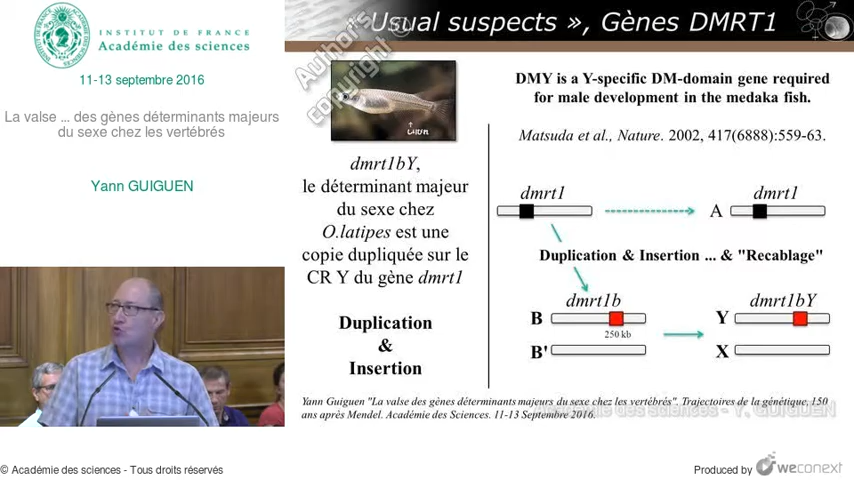 INSTITUT DE FRANCE
Académie des sciences
11-13 septembre 2016
La valse ... des gènes déterminants majeurs
du sexe chez les vertébrés
Yann GUIGUEN
« Usual suspects », Gènes DMRT1
Author's
copyright ©
dmrt1bY,
le déterminant majeur
du sexe chez
O.latipes est une
copie dupliquée sur le
CR Y du gène dmrt1
Duplication
&
Insertion
DMY is a Y-specific DM-domain gene required
for male development in the medaka fish.
Matsuda et al., Nature. 2002, 417(6888):559-63.
dmrt1
A
dmrt1
Duplication & Insertion ... & "Recablage"
dmrt1b
dmrt1bY
B
Y
250 kb
B'
X
Yann Guiguen "La valse des gènes déterminants majeurs du sexe chez les vertébrés". Trajectoires de la génétique, 150
ans après Mendel. Académie des Sciences. 11-13 Septembre 2016.
Académie des sciences - Y. GUIGUEN
© Académie des sciences - Tous droits réservés
Produced by
weconext